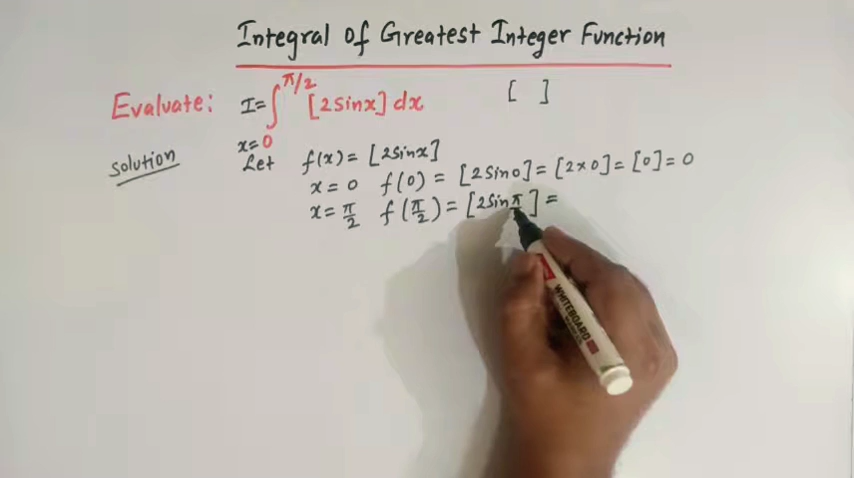 Integral of Greatest Integer Function
Evaluate: I=∫_{x=0}^{π/2} [2sinx] dx [ ]
Solution
Let f(x) = [2sinx]
x = 0 f(0) = [2Sin0] = [2×0] = [0] = 0
x = π/2 f(π/2) = [2Sinπ ] =
WHITEBOARD